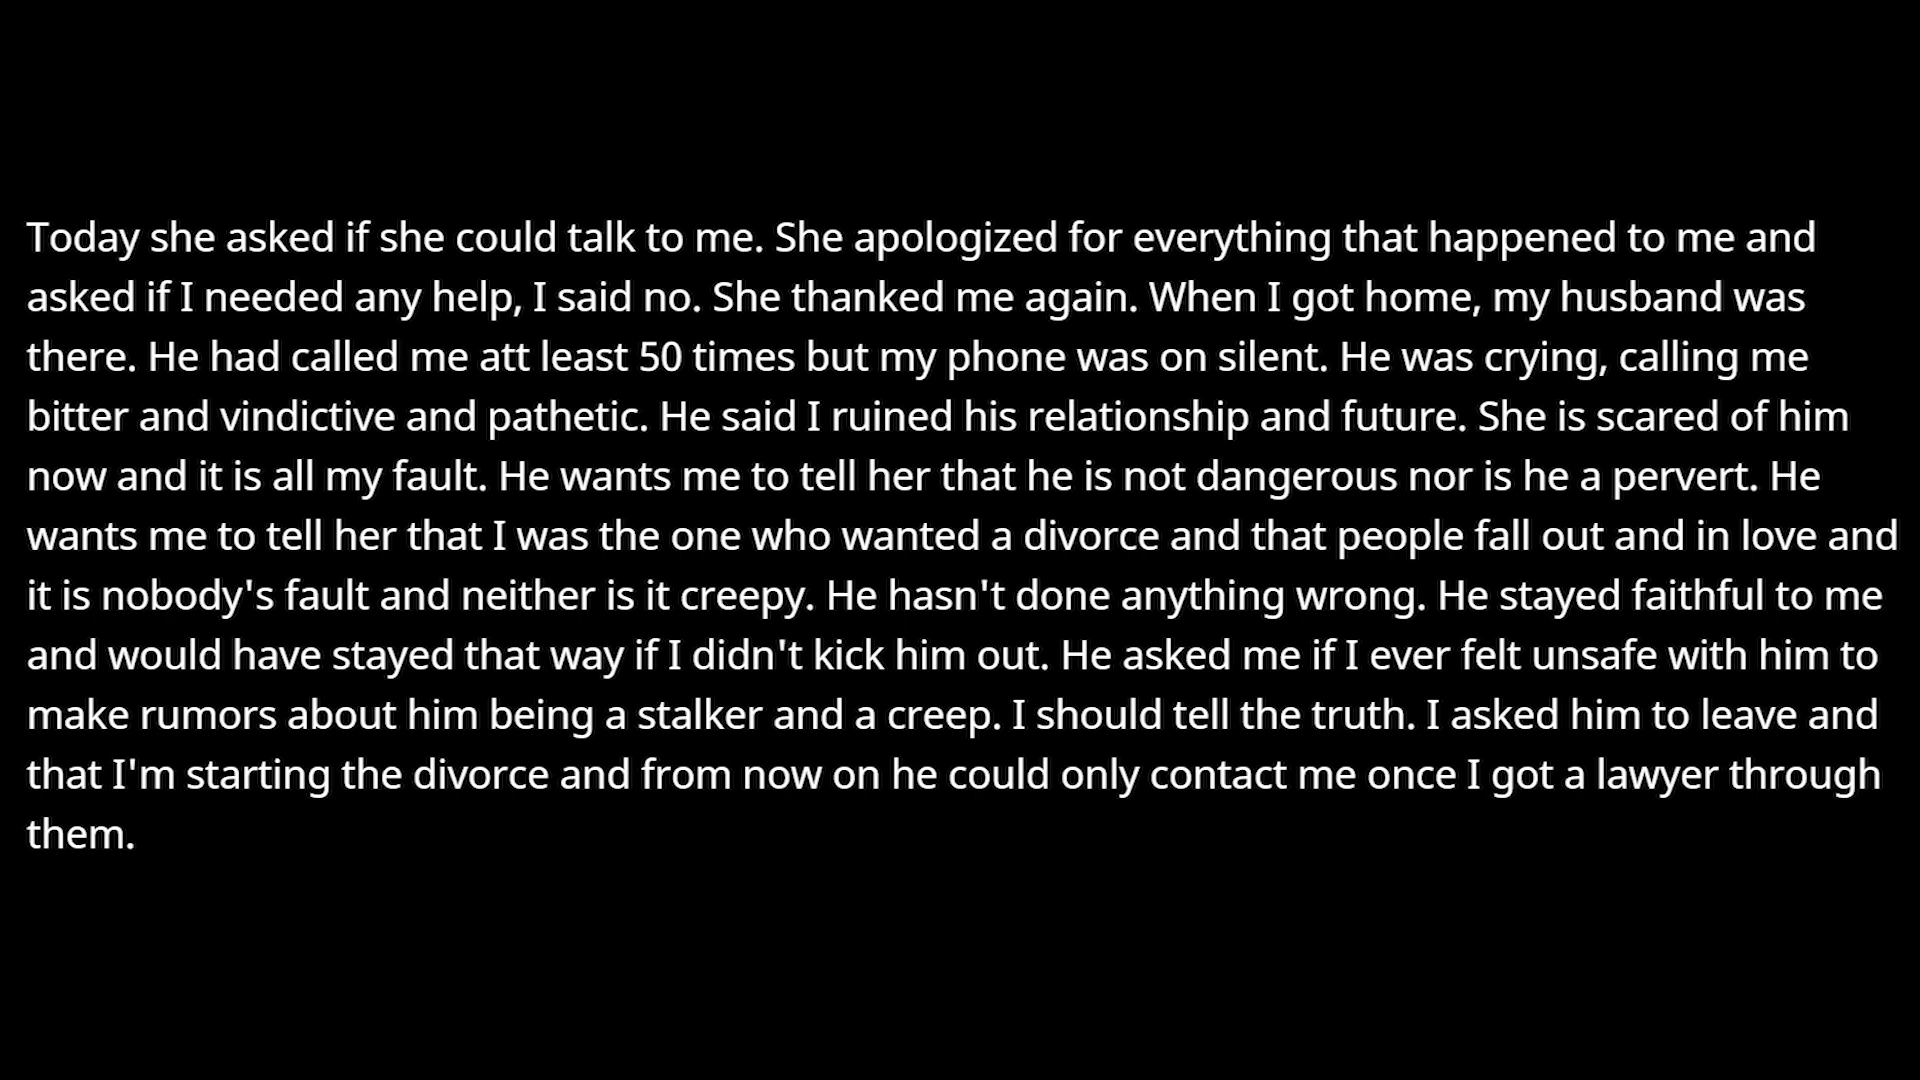 Today she asked if she could talk to me. She apologized for everything that happened to me and
asked if I needed any help, I said no. She thanked me again. When I got home, my husband was
there. He had called me att least 50 times but my phone was on silent. He was crying, calling me
bitter and vindictive and pathetic. He said I ruined his relationship and future. She is scared of him
now and it is all my fault. He wants me to tell her that he is not dangerous nor is he a pervert. He
wants me to tell her that I was the one who wanted a divorce and that people fall out and in love and
it is nobody's fault and neither is it creepy. He hasn't done anything wrong. He stayed faithful to me
and would have stayed that way if I didn't kick him out. He asked me if I ever felt unsafe with him to
make rumors about him being a stalker and a creep. I should tell the truth. I asked him to leave and
that I'm starting the divorce and from now on he could only contact me once I got a lawyer through
them.